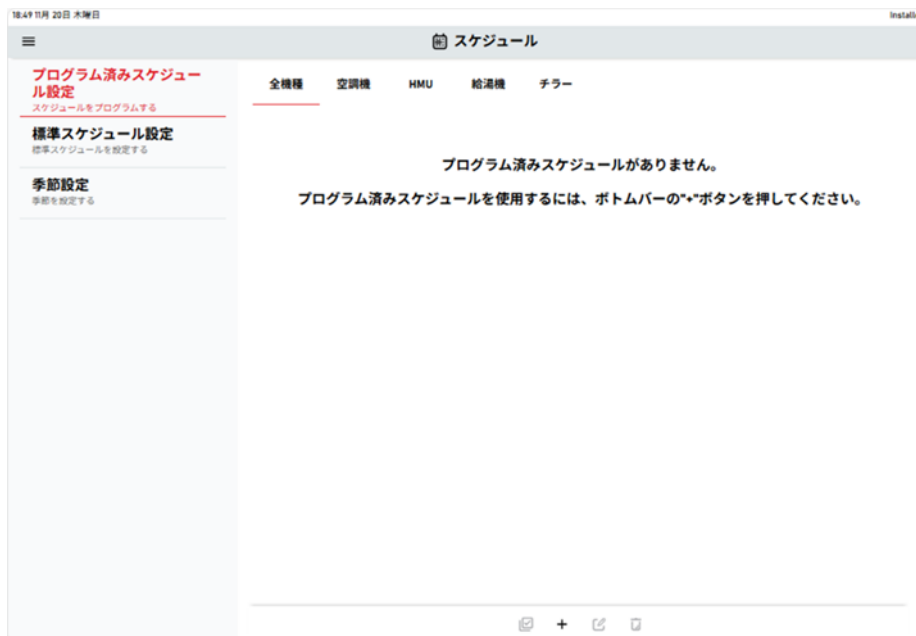 18:49 11月 20日 木曜日
スケジュール
プログラム済みスケジュー
ル設定
スケジュールをプログラムする
標準スケジュール設定
標準スケジュールを設定する
季節設定
季節を設定する
全機種 空調機 HMU 給湯機 チラー
プログラム済みスケジュールがありません。
プログラム済みスケジュールを使用するには、ボトムバーの"+"ボタンを押してください。